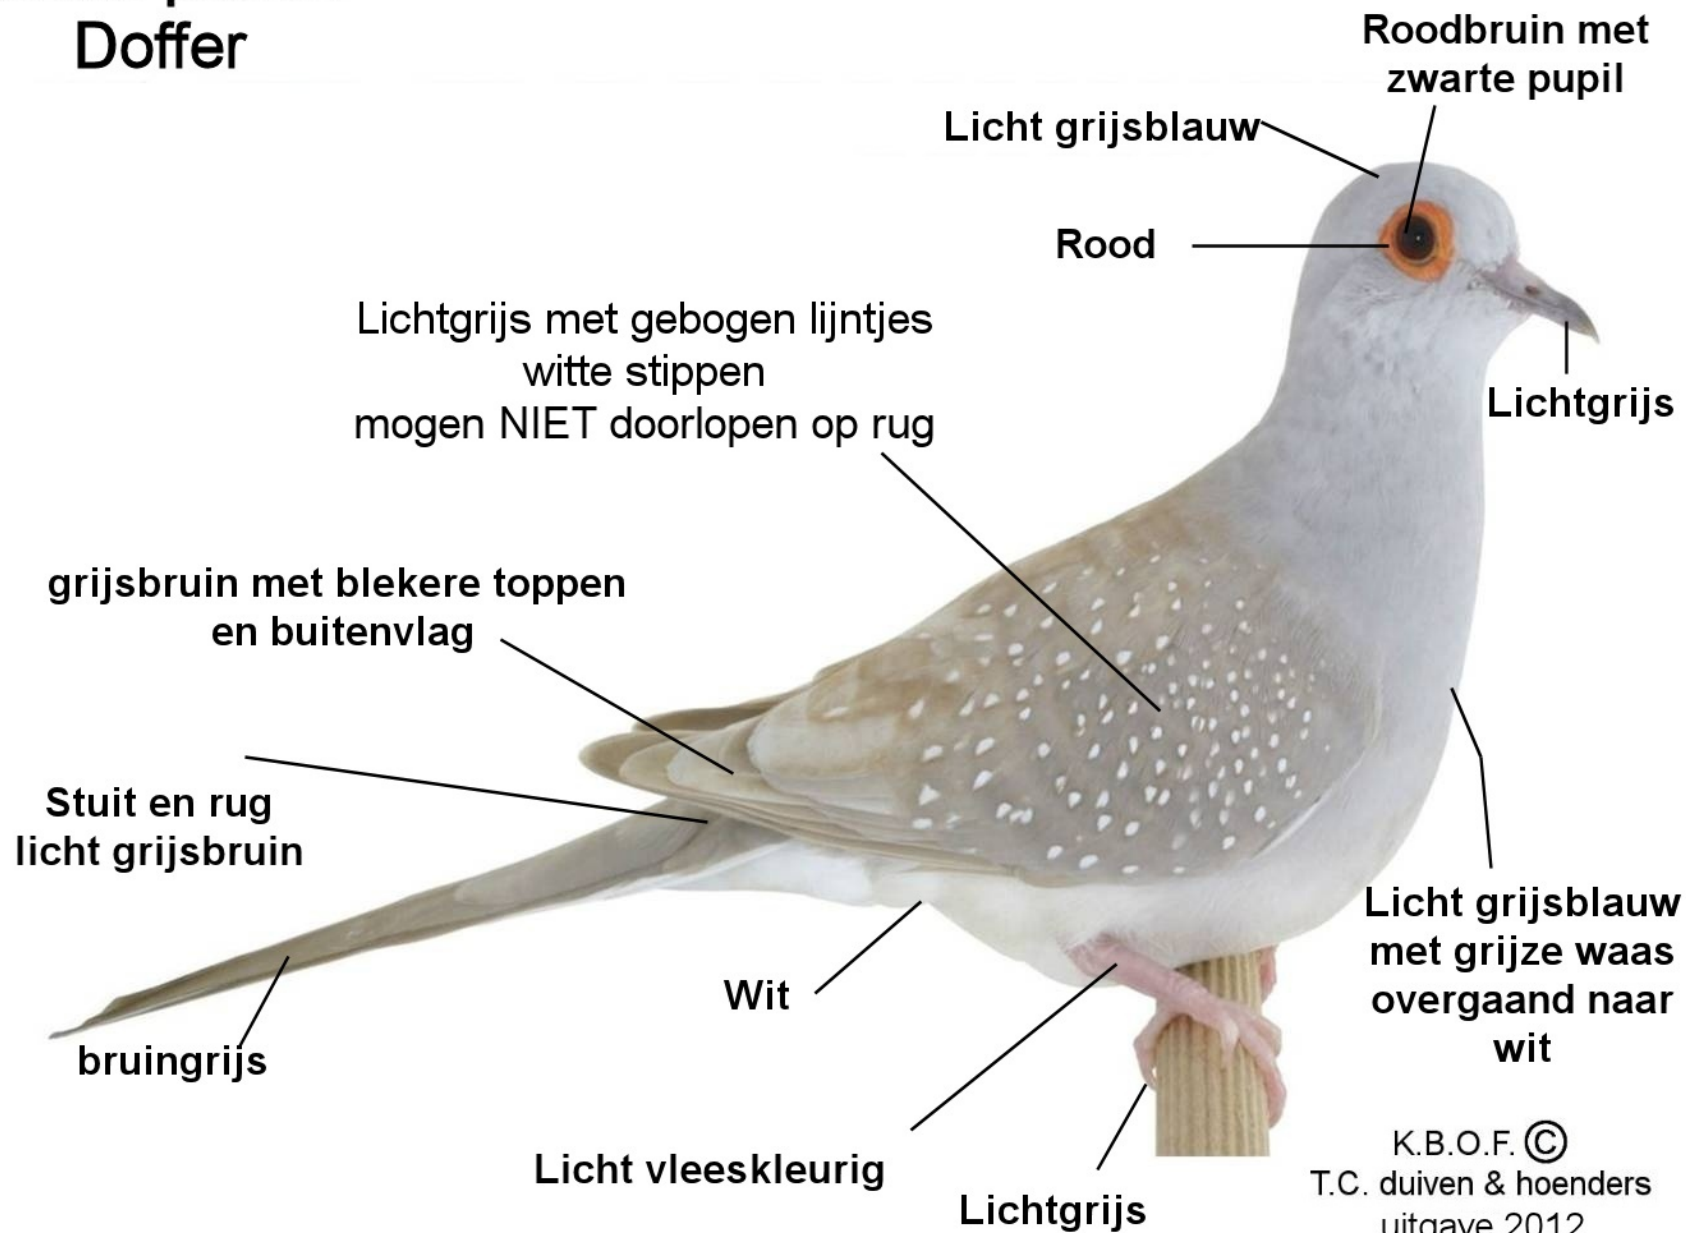 Doffer
Roodbruin met
zwarte pupil
Licht grijsblauw
Rood
Lichtgrijs met gebogen lijntjes
witte stippen
mogen NIET doorlopen op rug
Lichtgrijs
grijsbruin met blekere toppen
en buitenvlag
Stuit en rug
licht grijsbruin
Licht grijsblauw
met grijze waas
overgaand naar
wit
Wit
bruingrijs
Licht vleeskleurig
Lichtgrijs
K.B.O.F. ©
T.C. duiven & hoenders
uitgave 2012